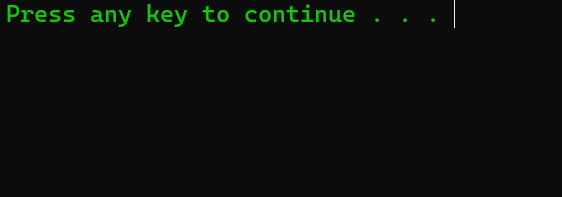 Press any key to continue . . .